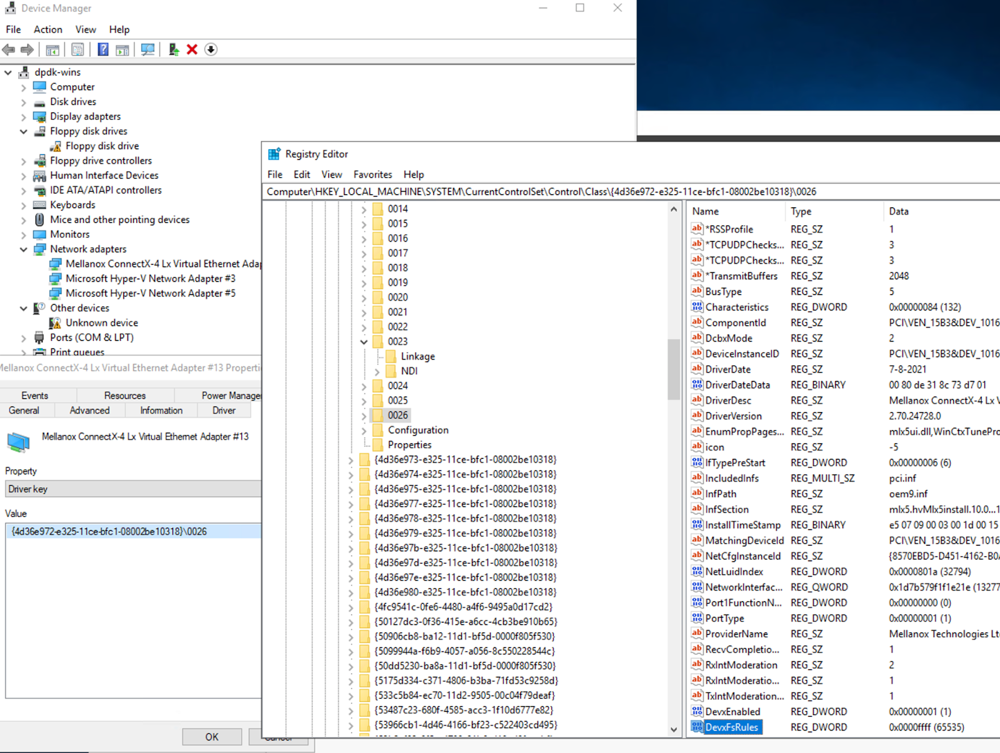 Device Manager
File Action View Help
dpdk-wins
Computer
Disk drives
Display adapters
Floppy disk drives
Floppy disk drive
Floppy drive controllers
Human Interface Devices
IDE ATA/ATAPI controllers
Keyboards
Mice and other pointing devices
Monitors
Network adapters
Mellanox ConnectX-4 Lx Virtual Ethernet Adap
Microsoft Hyper-V Network Adapter #3
Microsoft Hyper-V Network Adapter #5
Other devices
Unknown device
Ports (COM & LPT)
Print queues
Mellanox ConnectX-4 Lx Virtual Ethernet Adapter #13 Properti
Events Resources Power Manage
General Advanced Information Driver
Mellanox ConnectX-4 Lx Virtual Ethernet Adapter #13
Property
Driver key
Value
{4d36e972-e325-11ce-bfc1-08002be10318}\0026
OK Cancel
Registry Editor
File Edit View Favorites Help
Computer\HKEY_LOCAL_MACHINE\SYSTEM\CurrentControlSet\Control\Class\{4d36e972-e325-11ce-bfc1-08002be10318}\0026
0014
0015
0016
0017
0018
0019
0020
0021
0022
0023
Linkage
NDI
0024
0025
0026
Configuration
Properties
{4d36e973-e325-11ce-bfc1-08002be10318}
{4d36e974-e325-11ce-bfc1-08002be10318}
{4d36e975-e325-11ce-bfc1-08002be10318}
{4d36e977-e325-11ce-bfc1-08002be10318}
{4d36e978-e325-11ce-bfc1-08002be10318}
{4d36e979-e325-11ce-bfc1-08002be10318}
{4d36e97b-e325-11ce-bfc1-08002be10318}
{4d36e97d-e325-11ce-bfc1-08002be10318}
{4d36e97e-e325-11ce-bfc1-08002be10318}
{4d36e980-e325-11ce-bfc1-08002be10318}
{4fc9541c-0fe6-4480-a4f6-9495a0d17cd2}
{50127dc3-0f36-415e-a6cc-4cb3be910b65}
{50906cb8-ba12-11d1-bf5d-0000f805f530}
{5099944a-f6b9-4057-a056-8c550228544c}
{50dd5230-ba8a-11d1-bf5d-0000f805f530}
{5175d334-c371-4806-b3ba-71fd53c9258d}
{533c5b84-ec70-11d2-9505-00c04f79deaf}
{53487c23-680f-4585-acc3-1f10d6777e82}
{53966cb1-4d46-4166-bf23-c522403cd495}
Name Type Data
*RSSProfile REG_SZ 1
*TCPUDPChecks... REG_SZ 3
*TCPUDPChecks... REG_SZ 3
*TransmitBuffers REG_SZ 2048
BusType REG_SZ 5
Characteristics REG_DWORD 0x00000084 (132)
ComponentId REG_SZ PCI\VEN_15B3&DEV_1016
DcbxMode REG_SZ 2
DeviceInstanceID REG_SZ PCI\VEN_15B3&DEV_1016
DriverDate REG_SZ 7-8-2021
DriverDateData REG_BINARY 00 80 de 31 8c 73 d7 01
DriverDesc REG_SZ Mellanox ConnectX-4 Lx V
DriverVersion REG_SZ 2.70.24728.0
EnumPropPages... REG_SZ mlx5ui.dll,WinCtxTunePro
icon REG_SZ -5
IfTypePreStart REG_DWORD 0x00000006 (6)
IncludedInfs REG_MULTI_SZ pci.inf
InfPath REG_SZ oem9.inf
InfSection REG_SZ mlx5.hvMlx5install.10.0...1
InstallTimeStamp REG_BINARY e5 07 09 00 03 00 1d 00 15
MatchingDeviceId REG_SZ PCI\VEN_15B3&DEV_1016
NetCfgInstanceId REG_SZ {8570EBD5-D451-4162-B0A
NetLuidIndex REG_DWORD 0x0000801a (32794)
NetworkInterfac... REG_QWORD 0x1d7b579f1f1e21e (13277
Port1FunctionN... REG_DWORD 0x00000000 (0)
PortType REG_DWORD 0x00000001 (1)
ProviderName REG_SZ Mellanox Technologies Lt
RecvCompletio... REG_SZ 1
RxIntModeration REG_SZ 2
RxIntModeratio... REG_SZ 1
TxIntModeration... REG_SZ 1
DevxEnabled REG_DWORD 0x00000001 (1)
DevxFsRules REG_DWORD 0x0000ffff (65535)